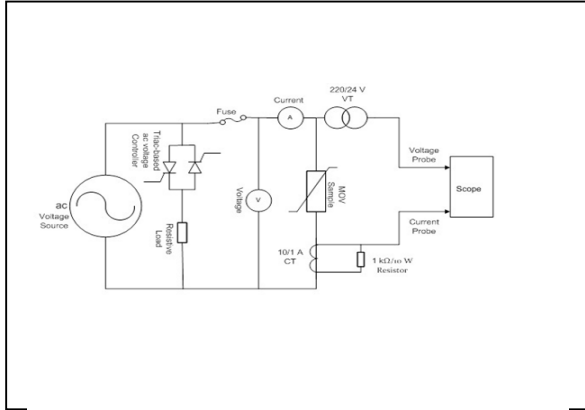 220/24 V
VT
Current
A
Fuse
Triac-based
ac voltage
Controller
Voltage
Probe
MOV
Sample
Scope
ac
Voltage
Source
Voltage
V
Resistive
Load
Current
Probe
10/1 A
CT
1 kΩ/10 W
Resistor